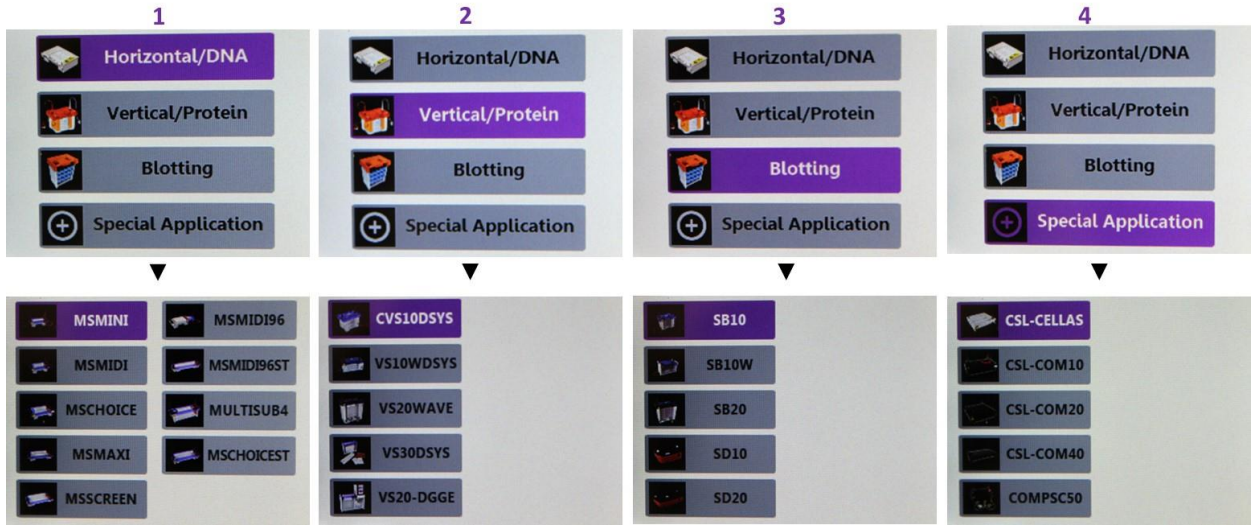 1
Horizontal/DNA
Vertical/Protein
Blotting
Special Application
2
Horizontal/DNA
Vertical/Protein
Blotting
Special Application
3
Horizontal/DNA
Vertical/Protein
Blotting
Special Application
4
Horizontal/DNA
Vertical/Protein
Blotting
Special Application
MSMINI MSMIDI96
MSMIDI MSMIDI96ST
MSCHOICE MULTISUB4
MSMAXI MSCHOICEST
MSSCREEN
CVS10DSYS
VS10WDSYS
VS20WAVE
VS30DSYS
VS20-DGGE
SB10
SB10W
SB20
SD10
SD20
CSL-CELLAS
CSL-COM10
CSL-COM20
CSL-COM40
COMPSC50